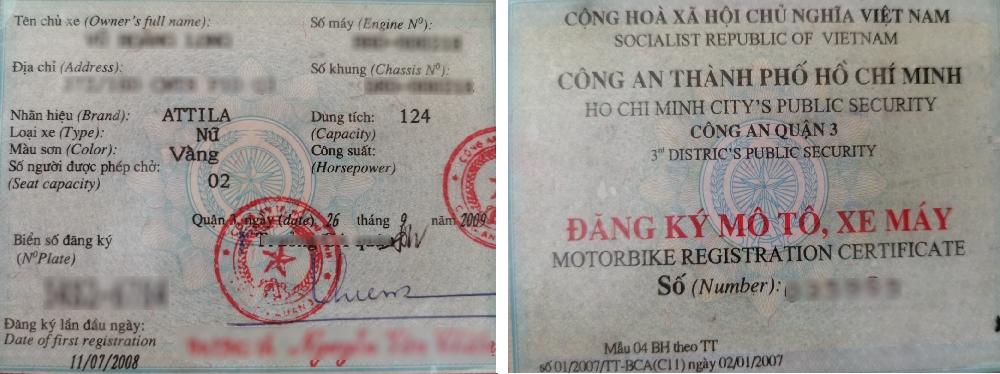 Tên chủ xe (Owner's full name):
Số máy (Engine Nº):
Địa chỉ (Address):
Số khung (Chassis Nº):
Nhãn hiệu (Brand): ATTILA
Dung tích: 124
(Capacity)
Loại xe (Type): Nữ
Màu sơn (Color): Vàng
Công suất:
(Horsepower)
Số người được phép chở:
(Seat capacity) 02
Quận 3, ngày (date) 26 tháng 9 năm 2009
Biển số đăng ký
(NºPlate)
Đăng ký lần đầu ngày:
Date of first registration
11/07/2008
CỘNG HOÀ XÃ HỘI CHỦ NGHĨA VIỆT NAM
SOCIALIST REPUBLIC OF VIETNAM
CÔNG AN THÀNH PHỐ HỒ CHÍ MINH
HO CHI MINH CITY'S PUBLIC SECURITY
CÔNG AN QUẬN 3
3rd DISTRIC'S PUBLIC SECURITY
ĐĂNG KÝ MÔ TÔ, XE MÁY
MOTORBIKE REGISTRATION CERTIFICATE
Số (Number):
Mẫu 04 BH theo TT
số 01/2007/TT-BCA(C11) ngày 02/01/2007